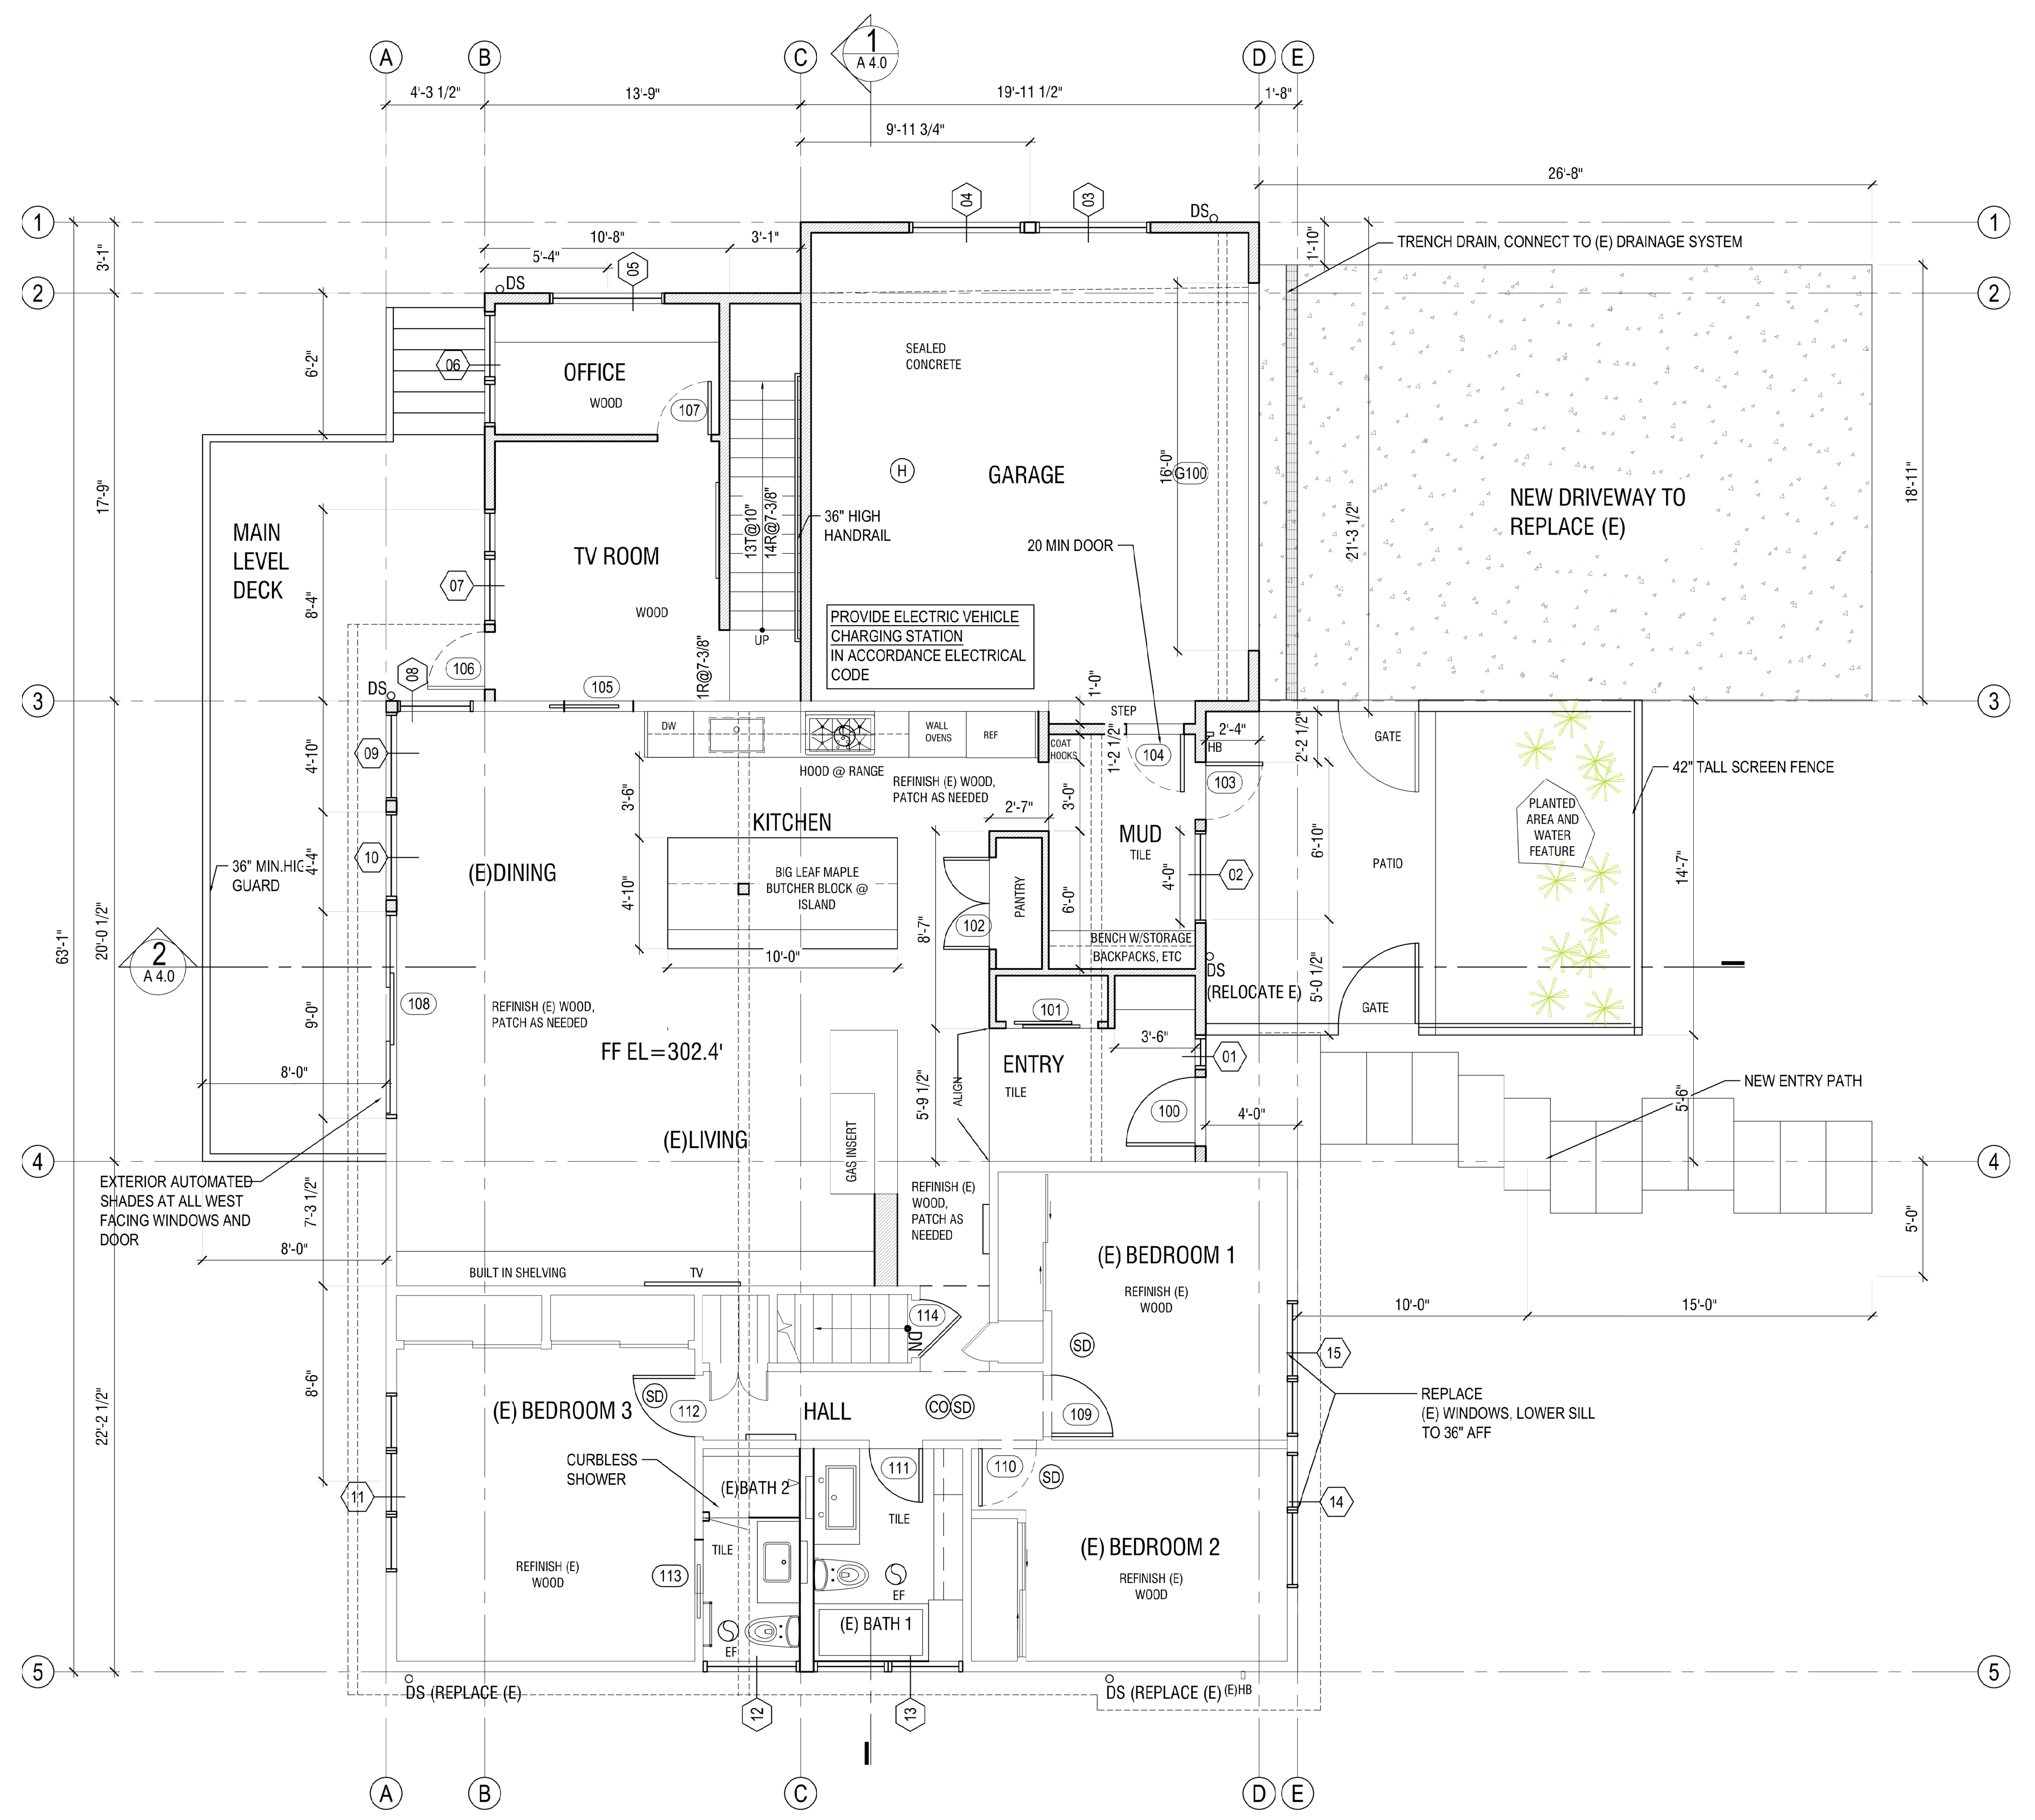 1
A 4.0
A
B
C
D
E
4'-3 1/2"
13'-9"
19'-11 1/2"
1'-8"
9'-11 3/4"
26'-8"
04
03
DS
1
1
3'-1"
10'-8"
3'-1"
5'-4"
05
1'-10"
TRENCH DRAIN, CONNECT TO (E) DRAINAGE SYSTEM
2
DS
2
6'-2"
06
OFFICE
WOOD
107
SEALED
CONCRETE
GARAGE
H
16'-0"
G100
NEW DRIVEWAY TO
REPLACE (E)
18'-11"
21'-3 1/2"
17'-9"
MAIN
LEVEL
DECK
8'-4"
07
TV ROOM
WOOD
13T@10"
14R@7-3/8"
36" HIGH
HANDRAIL
20 MIN DOOR
UP
1R@7-3/8"
PROVIDE ELECTRIC VEHICLE
CHARGING STATION
IN ACCORDANCE ELECTRICAL
CODE
106
08
DS
105
3
3
1'-0"
STEP
DW
WALL
OVENS
REF
COAT
HOOKS
1'-2 1/2"
104
2'-4"
HB
2'-2 1/2"
GATE
09
4'-10"
HOOD @ RANGE
REFINISH (E) WOOD,
PATCH AS NEEDED
103
42" TALL SCREEN FENCE
3'-6"
2'-7"
3'-0"
KITCHEN
MUD
TILE
6'-10"
PLANTED
AREA AND
WATER
FEATURE
PATIO
10
4'-4"
36" MIN.HIG
GUARD
(E)DINING
4'-10"
BIG LEAF MAPLE
BUTCHER BLOCK @
ISLAND
10'-0"
8'-7"
PANTRY
102
6'-0"
4'-0"
02
14'-7"
63'-1"
20'-0 1/2"
BENCH W/STORAGE
BACKPACKS, ETC
2
A 4.0
DS
(RELOCATE E)
5'-0 1/2"
GATE
9'-0"
108
REFINISH (E) WOOD,
PATCH AS NEEDED
101
3'-6"
01
FF EL=302.4'
ENTRY
TILE
ALIGN
8'-0"
5'-9 1/2"
100
4'-0"
NEW ENTRY PATH
5'-6"
(E)LIVING
GAS INSERT
4
4
EXTERIOR AUTOMATED
SHADES AT ALL WEST
FACING WINDOWS AND
DOOR
7'-3 1/2"
8'-0"
REFINISH (E)
WOOD,
PATCH AS
NEEDED
5'-0"
(E) BEDROOM 1
REFINISH (E)
WOOD
BUILT IN SHELVING
TV
10'-0"
15'-0"
114
DN
SD
15
8'-6"
22'-2 1/2"
SD
(E) BEDROOM 3
112
HALL
CO
SD
109
REPLACE
(E) WINDOWS, LOWER SILL
TO 36" AFF
CURBLESS
SHOWER
(E)BATH 2
111
110
SD
11
14
TILE
TILE
(E) BEDROOM 2
REFINISH (E)
WOOD
REFINISH (E)
WOOD
113
EF
EF
(E) BATH 1
5
5
DS (REPLACE (E)
DS (REPLACE (E)
(E)HB
12
13
A
B
C
D
E